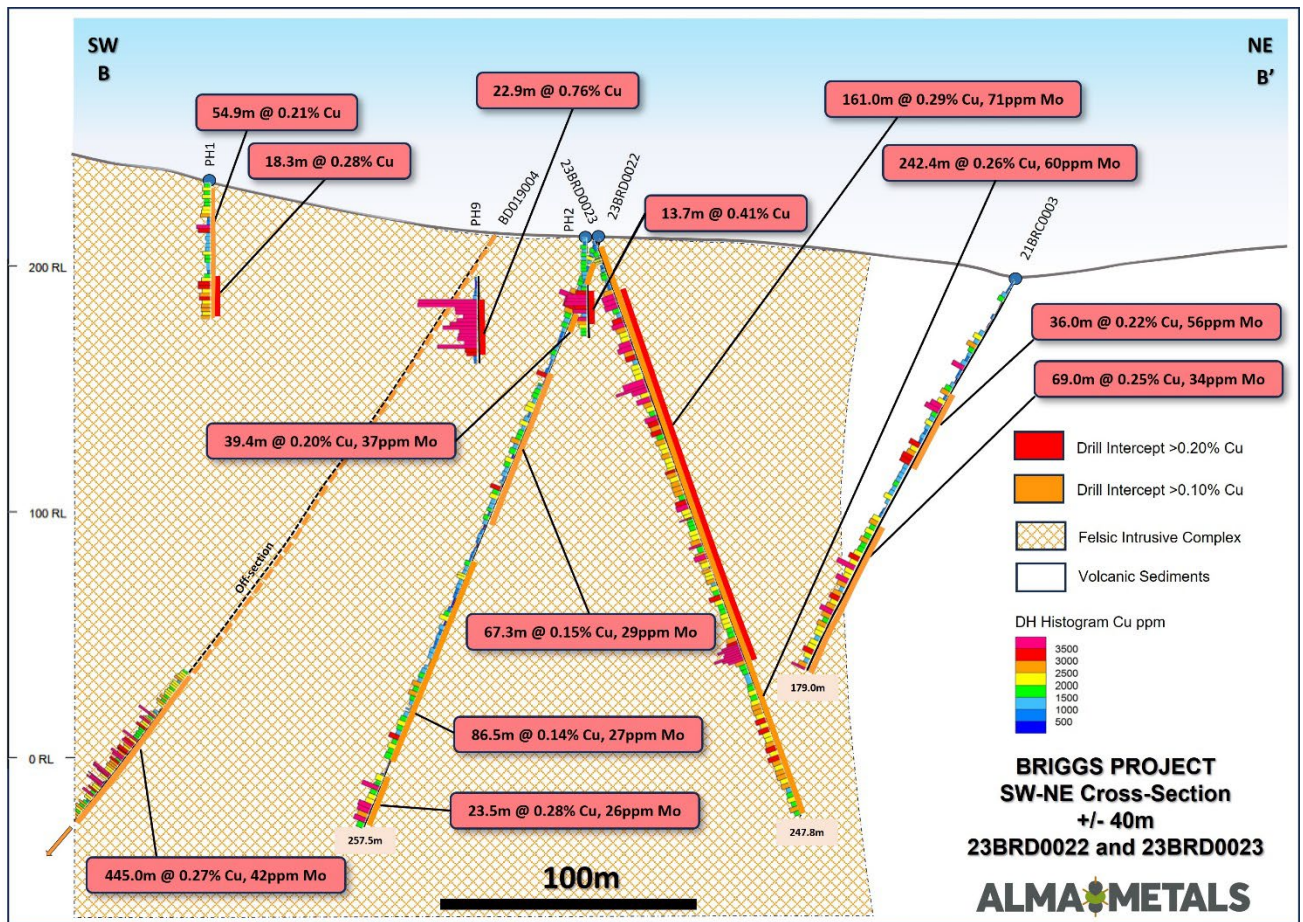 SW
B
NE
B'
54.9m @ 0.21% Cu
22.9m @ 0.76% Cu
161.0m @ 0.29% Cu, 71ppm Mo
18.3m @ 0.28% Cu
242.4m @ 0.26% Cu, 60ppm Mo
PH1
PH9
BD019004
PH2
23BRD0023
23BRD0022
13.7m @ 0.41% Cu
21BRC0003
200 RL
36.0m @ 0.22% Cu, 56ppm Mo
69.0m @ 0.25% Cu, 34ppm Mo
39.4m @ 0.20% Cu, 37ppm Mo
Drill Intercept >0.20% Cu
Drill Intercept >0.10% Cu
100 RL
Felsic Intrusive Complex
Volcanic Sediments
Off-section
DH Histogram Cu ppm
3500
3000
2500
2000
1500
1000
500
67.3m @ 0.15% Cu, 29ppm Mo
179.0m
86.5m @ 0.14% Cu, 27ppm Mo
0 RL
23.5m @ 0.28% Cu, 26ppm Mo
257.5m
247.8m
445.0m @ 0.27% Cu, 42ppm Mo
100m
BRIGGS PROJECT
SW-NE Cross-Section
+/- 40m
23BRD0022 and 23BRD0023
ALMA METALS